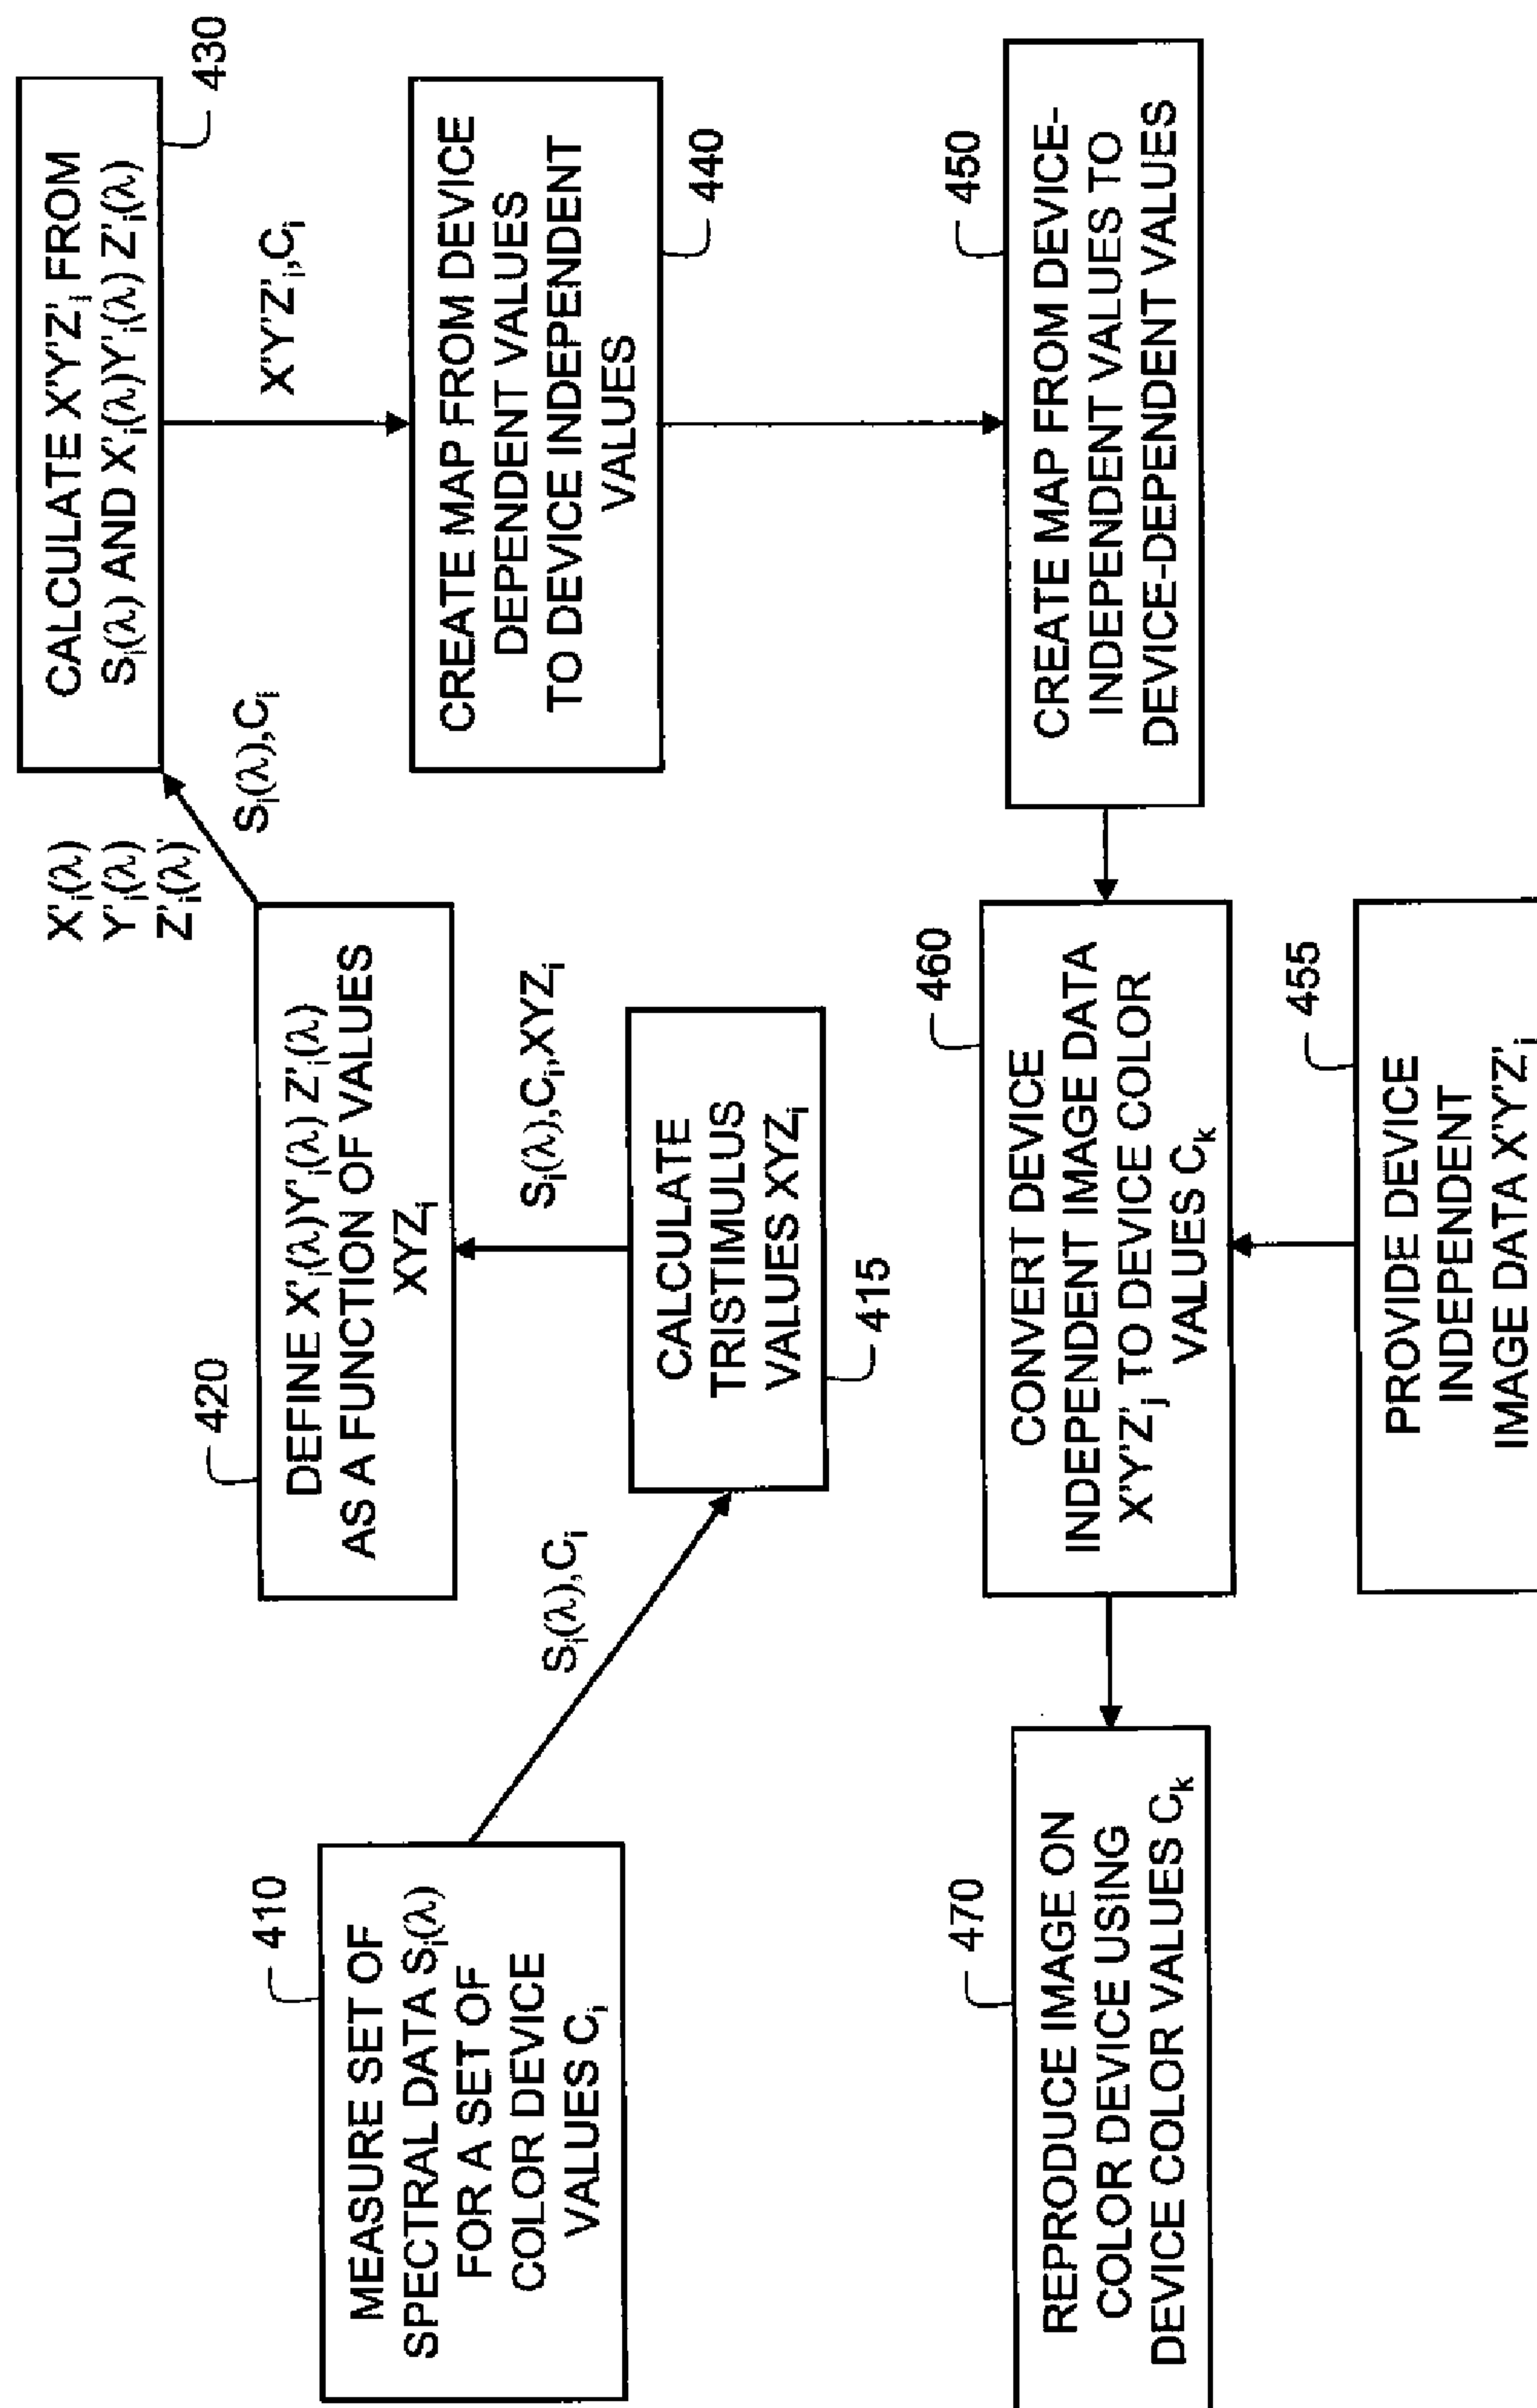 410
MEASURE SET OF
SPECTRAL DATA Sᵢ(λ)
FOR A SET OF
COLOR DEVICE
VALUES Cᵢ
Sᵢ(λ),Cᵢ
CALCULATE
TRISTIMULUS
VALUES XYZᵢ
415
Sᵢ(λ),Cᵢ,XYZᵢ
420
DEFINE X'ᵢ(λ)Y'ᵢ(λ) Z'ᵢ(λ)
AS A FUNCTION OF VALUES
XYZᵢ
X'ᵢ(λ)
Y'ᵢ(λ)
Z'ᵢ(λ)
Sᵢ(λ),Cᵢ
CALCULATE X'Y'Z'ᵢ FROM
Sᵢ(λ) AND X'ᵢ(λ)Y'ᵢ(λ) Z'ᵢ(λ)
430
X'Y'Z'ᵢ,Cᵢ
CREATE MAP FROM DEVICE
DEPENDENT VALUES
TO DEVICE INDEPENDENT
VALUES
440
450
CREATE MAP FROM DEVICE-
INDEPENDENT VALUES TO
DEVICE-DEPENDENT VALUES
460
CONVERT DEVICE
INDEPENDENT IMAGE DATA
X'Y'Z'ⱼ TO DEVICE COLOR
VALUES Cₖ
455
PROVIDE DEVICE
INDEPENDENT
IMAGE DATA X'Y'Z'ᵢ
470
REPRODUCE IMAGE ON
COLOR DEVICE USING
DEVICE COLOR VALUES Cₖ